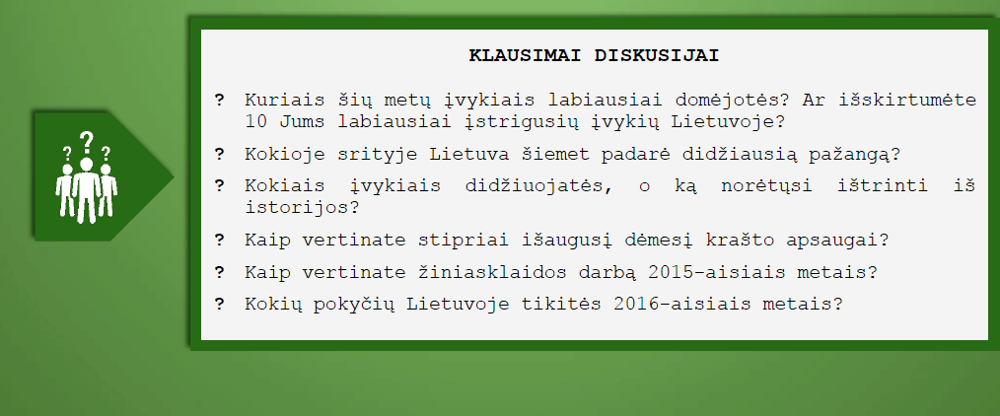 KLAUSIMAI DISKUSIJAI
? Kuriais šių metų įvykiais labiausiai domėjotės? Ar išskirtumėte
10 Jums labiausiai įstrigusių įvykių Lietuvoje?
? Kokioje srityje Lietuva šiemet padarė didžiausią pažangą?
? Kokiais įvykiais didžiuojatės, o ką norėtųsi ištrinti iš
istorijos?
? Kaip vertinate stipriai išaugusį dėmesį krašto apsaugai?
? Kaip vertinate žiniasklaidos darbą 2015-aisiais metais?
? Kokių pokyčių Lietuvoje tikitės 2016-aisiais metais?
? ? ?